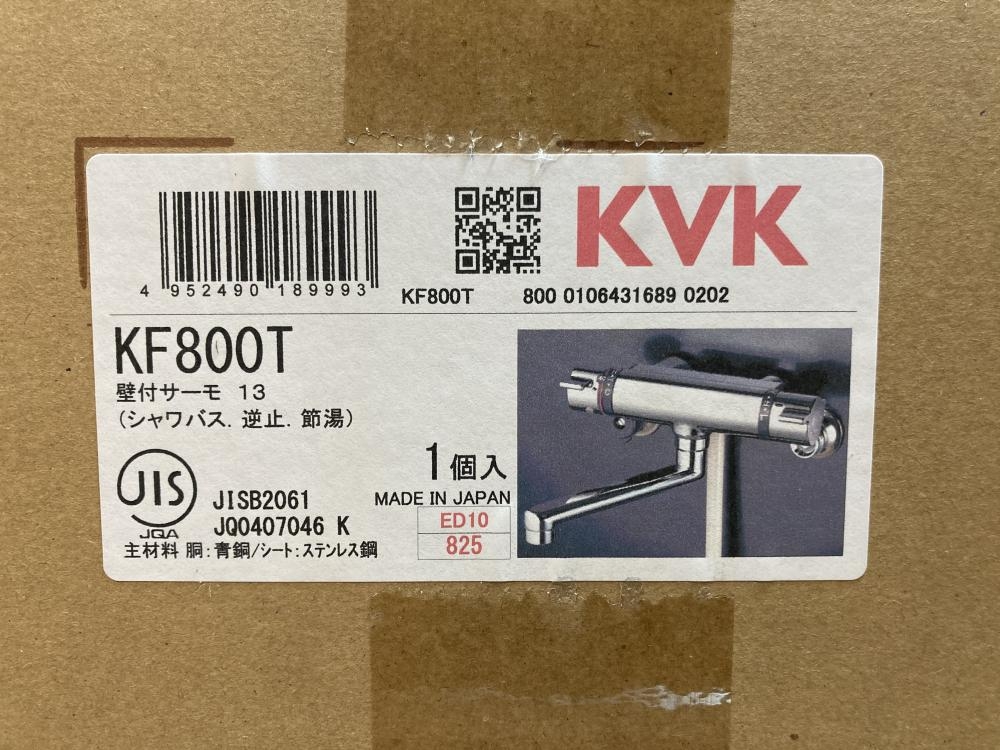 KVK
4 952490 189993
KF800T 800 0106431689 0202
KF800T
壁付サーモ 13
(シャワバス. 逆止. 節湯)
1個入
MADE IN JAPAN
ED10
825
JIS
JQA
JISB2061
JQ0407046 K
主材料 胴:青銅/シート:ステンレス鋼